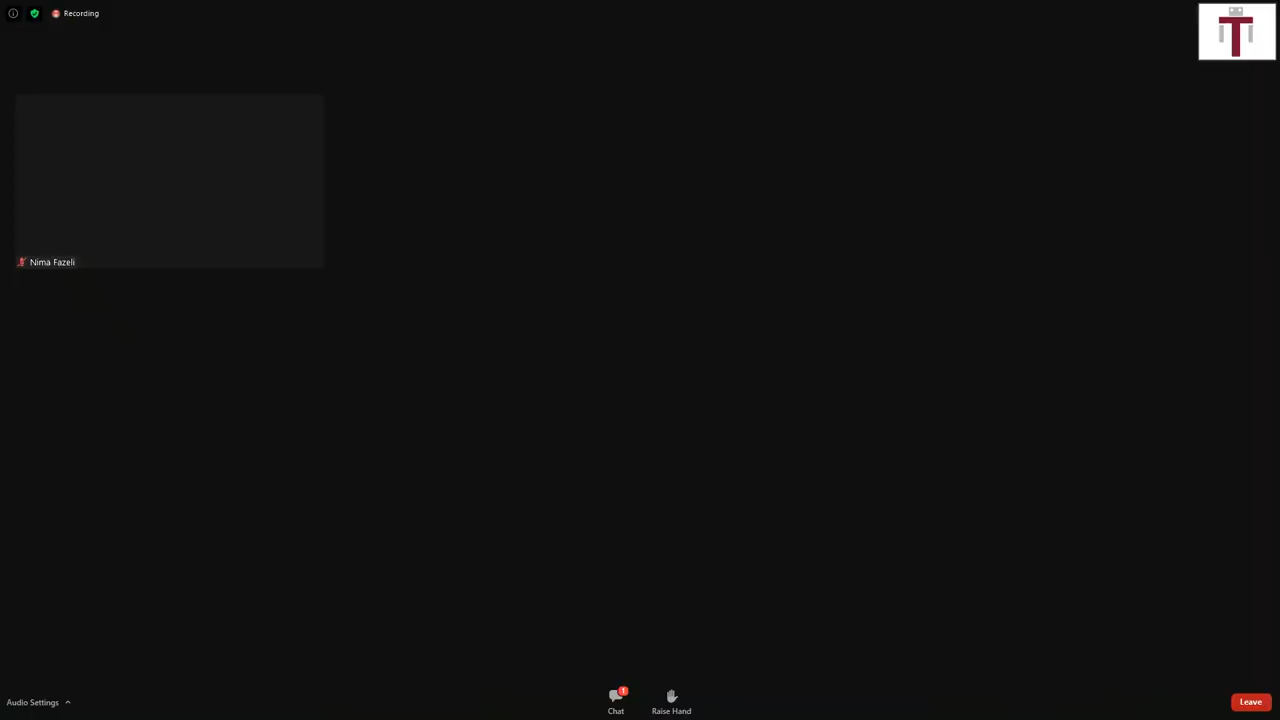 Recording
Nima Fazeli
Audio Settings
1
Chat
Raise Hand
Leave